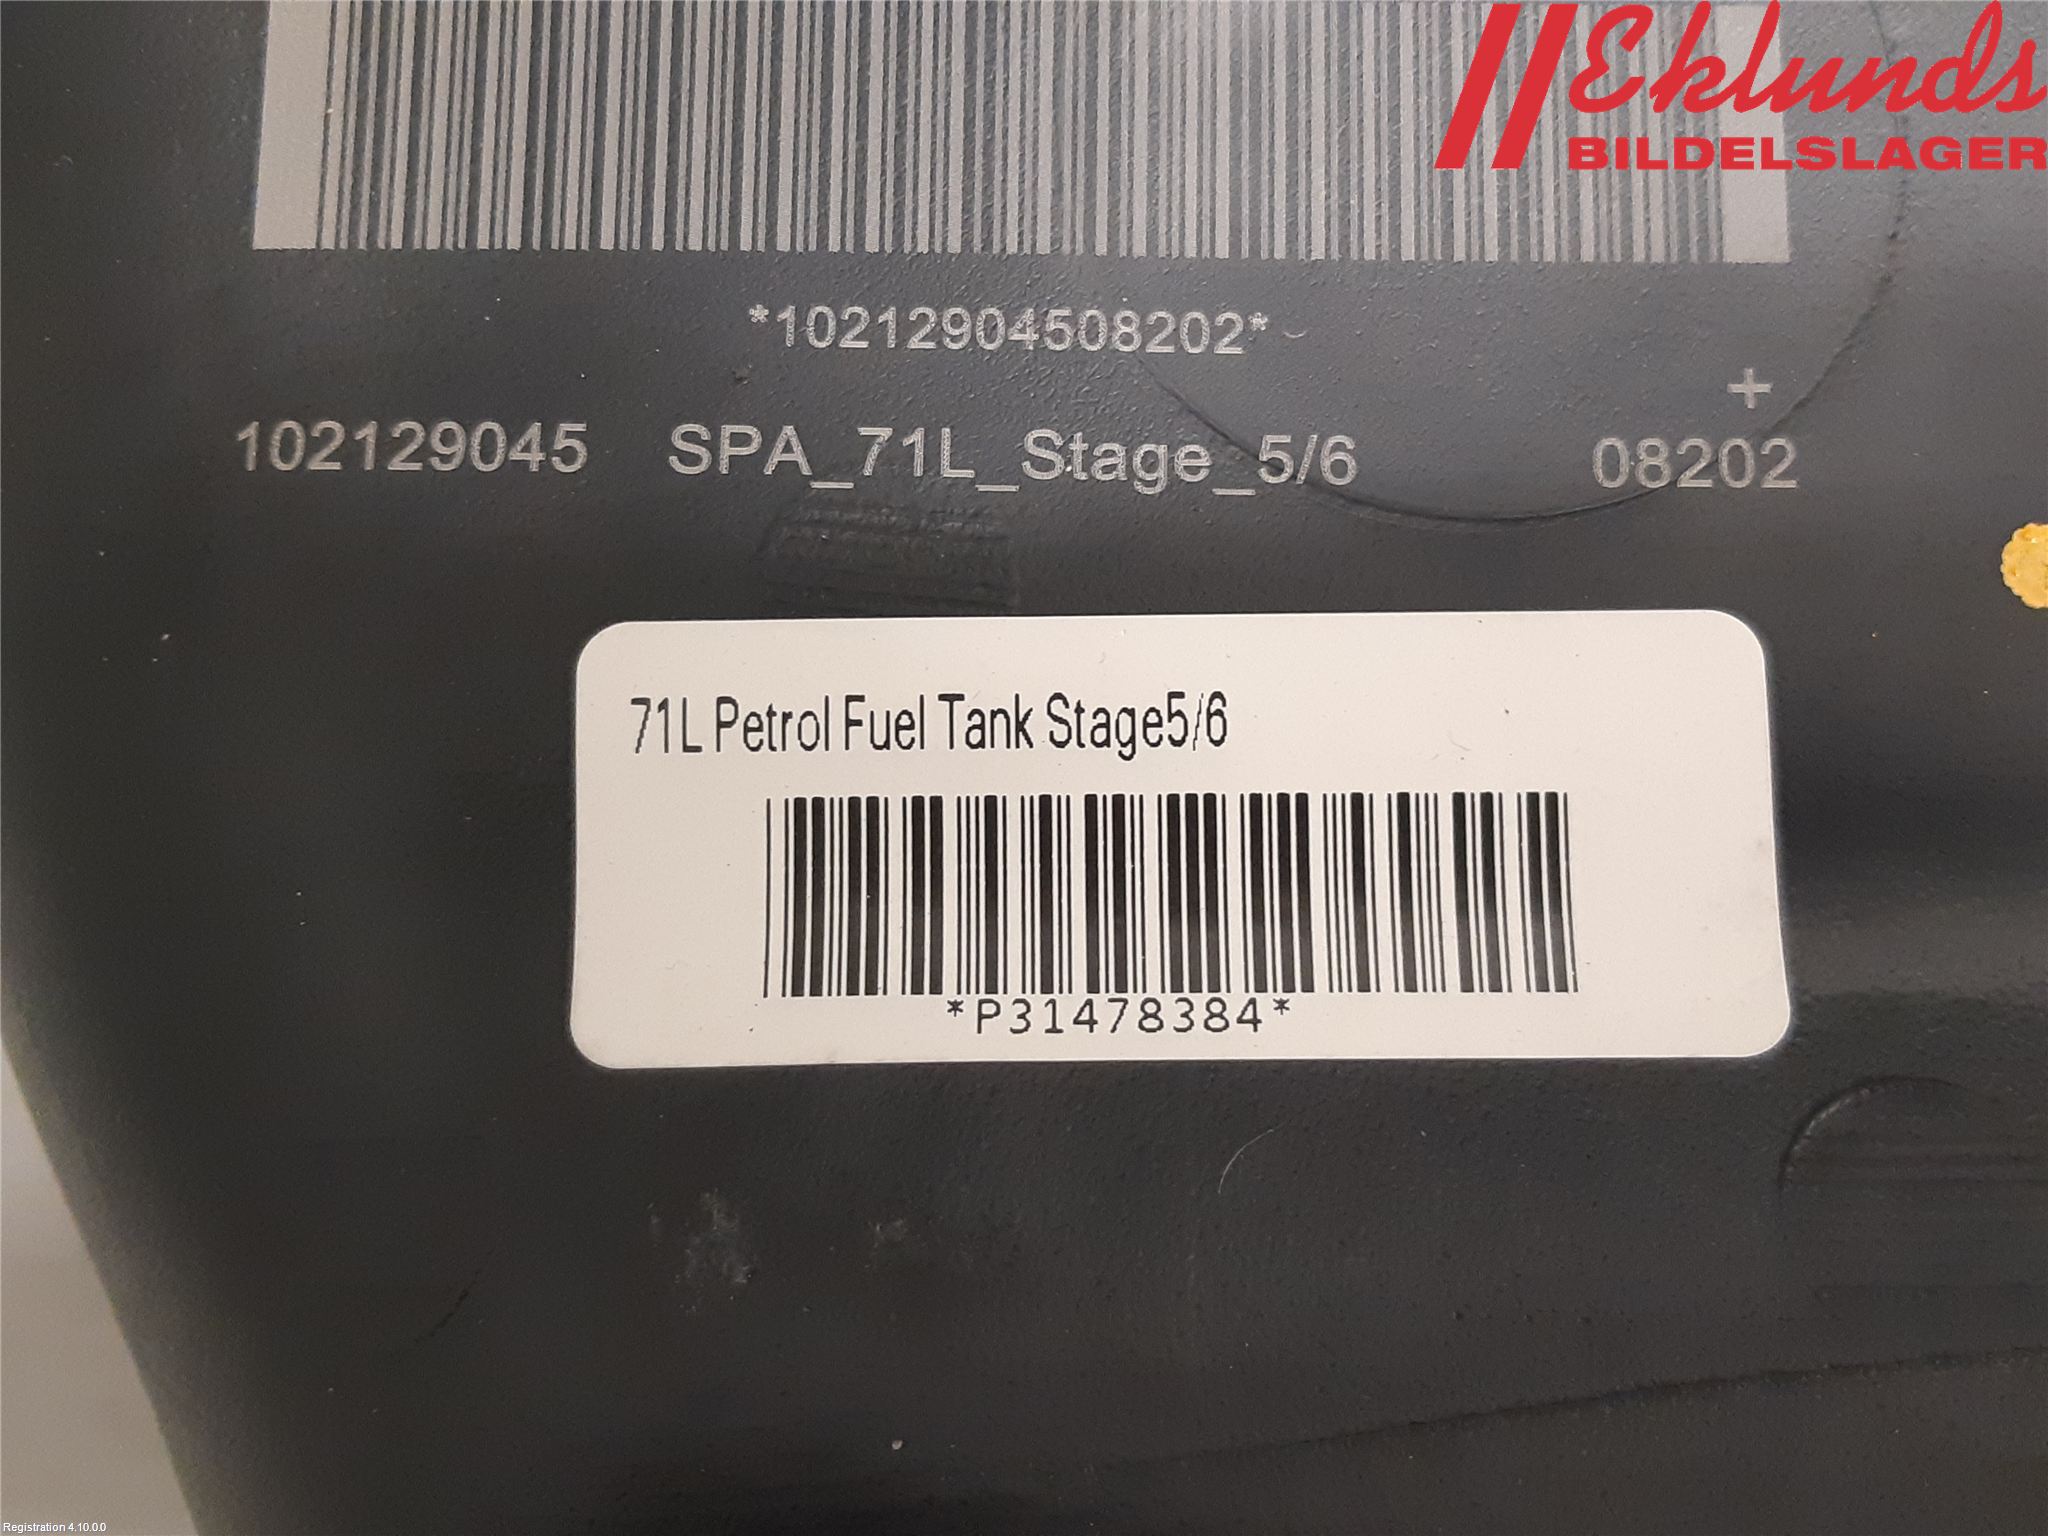 Eklunds
BILDELSLAGER
*10212904508202*
+
102129045 SPA_71L_Stage_5/6 08202
71L Petrol Fuel Tank Stage5/6
*P31478384*
Registration 4.10.0.0